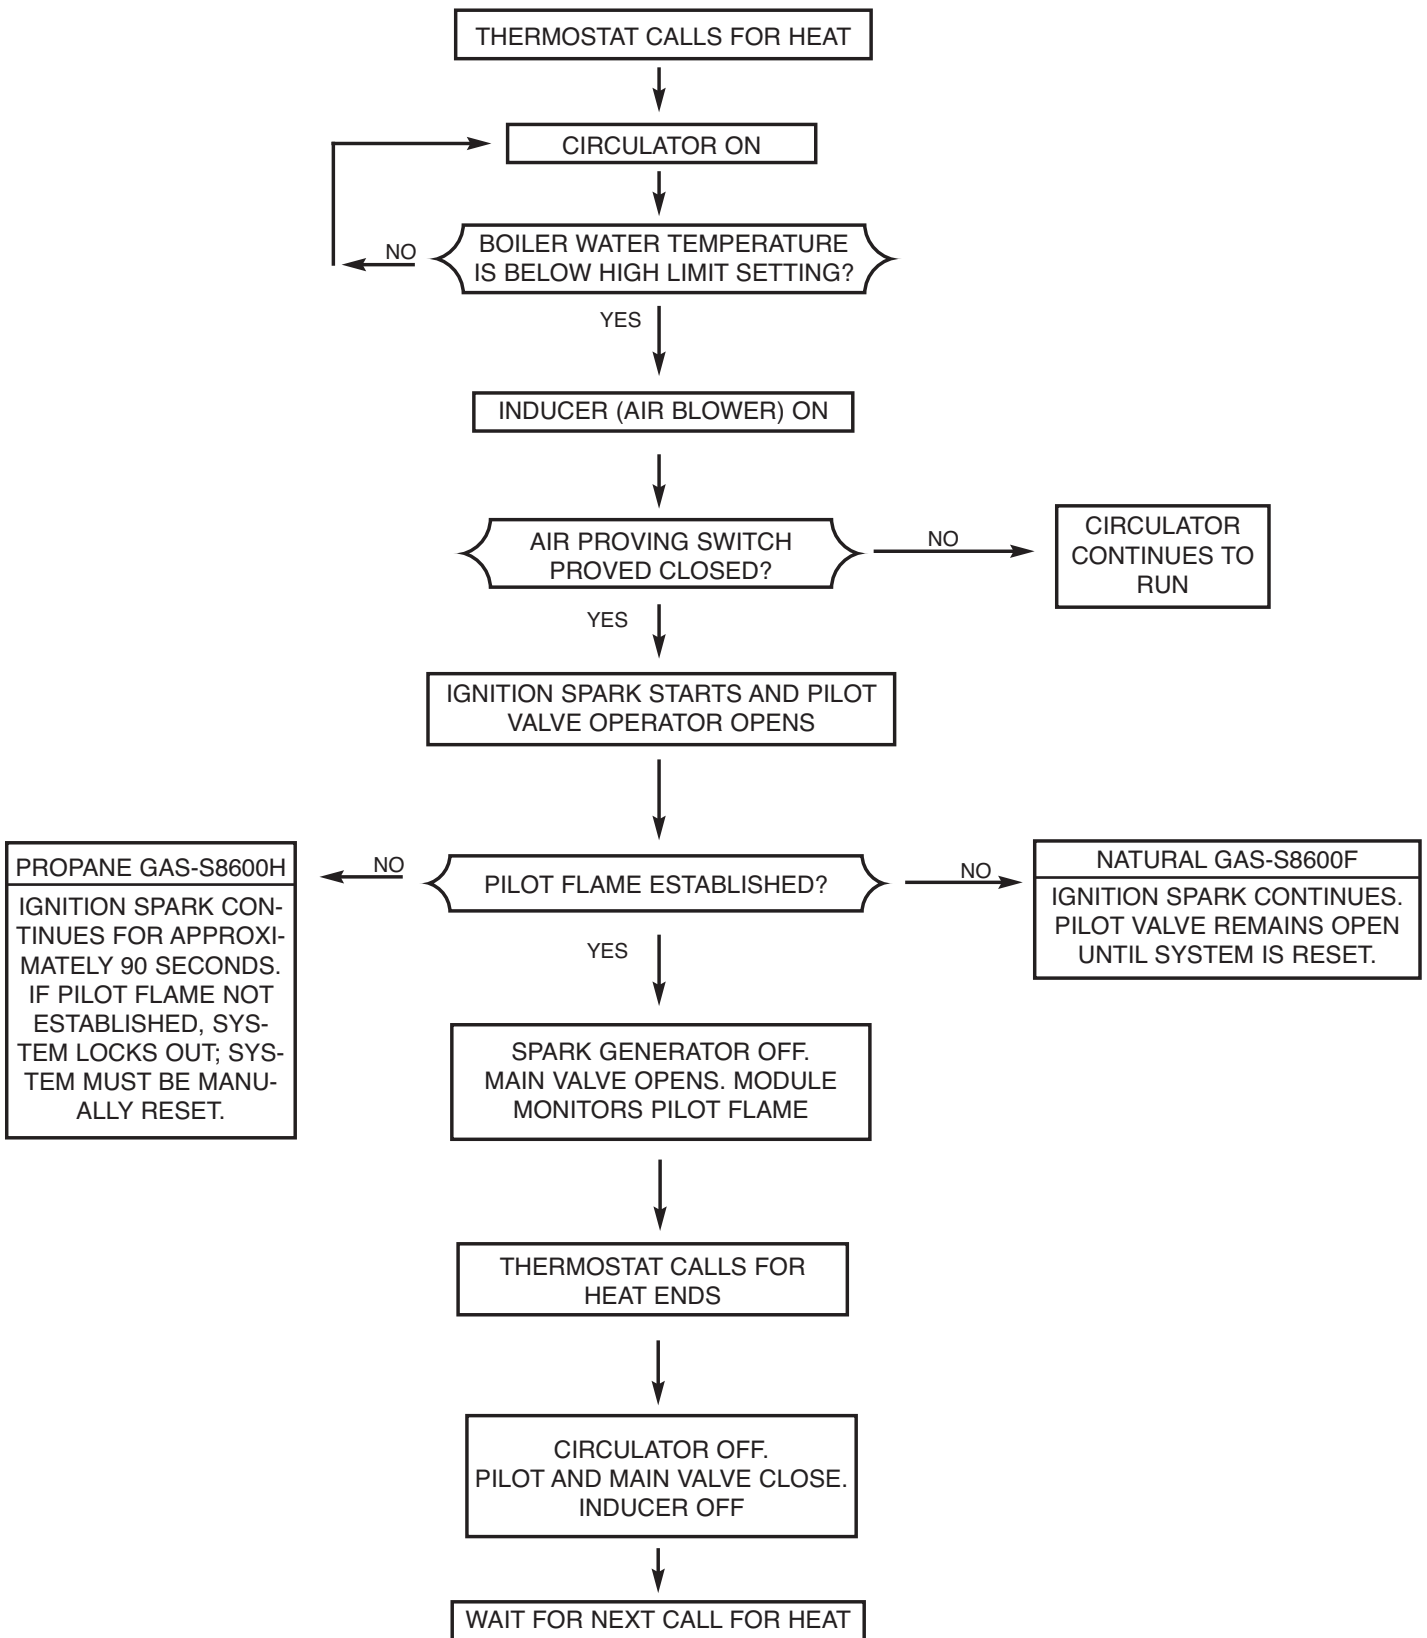 THERMOSTAT CALLS FOR HEAT
CIRCULATOR ON
NO
BOILER WATER TEMPERATURE
IS BELOW HIGH LIMIT SETTING?
YES
INDUCER (AIR BLOWER) ON
AIR PROVING SWITCH
PROVED CLOSED?
NO
CIRCULATOR
CONTINUES TO
RUN
YES
IGNITION SPARK STARTS AND PILOT
VALVE OPERATOR OPENS
PILOT FLAME ESTABLISHED?
NO
PROPANE GAS-S8600H
IGNITION SPARK CON-
TINUES FOR APPROXI-
MATELY 90 SECONDS.
IF PILOT FLAME NOT
ESTABLISHED, SYS-
TEM LOCKS OUT; SYS-
TEM MUST BE MANU-
ALLY RESET.
NO
NATURAL GAS-S8600F
IGNITION SPARK CONTINUES.
PILOT VALVE REMAINS OPEN
UNTIL SYSTEM IS RESET.
YES
SPARK GENERATOR OFF.
MAIN VALVE OPENS. MODULE
MONITORS PILOT FLAME
THERMOSTAT CALLS FOR
HEAT ENDS
CIRCULATOR OFF.
PILOT AND MAIN VALVE CLOSE.
INDUCER OFF
WAIT FOR NEXT CALL FOR HEAT